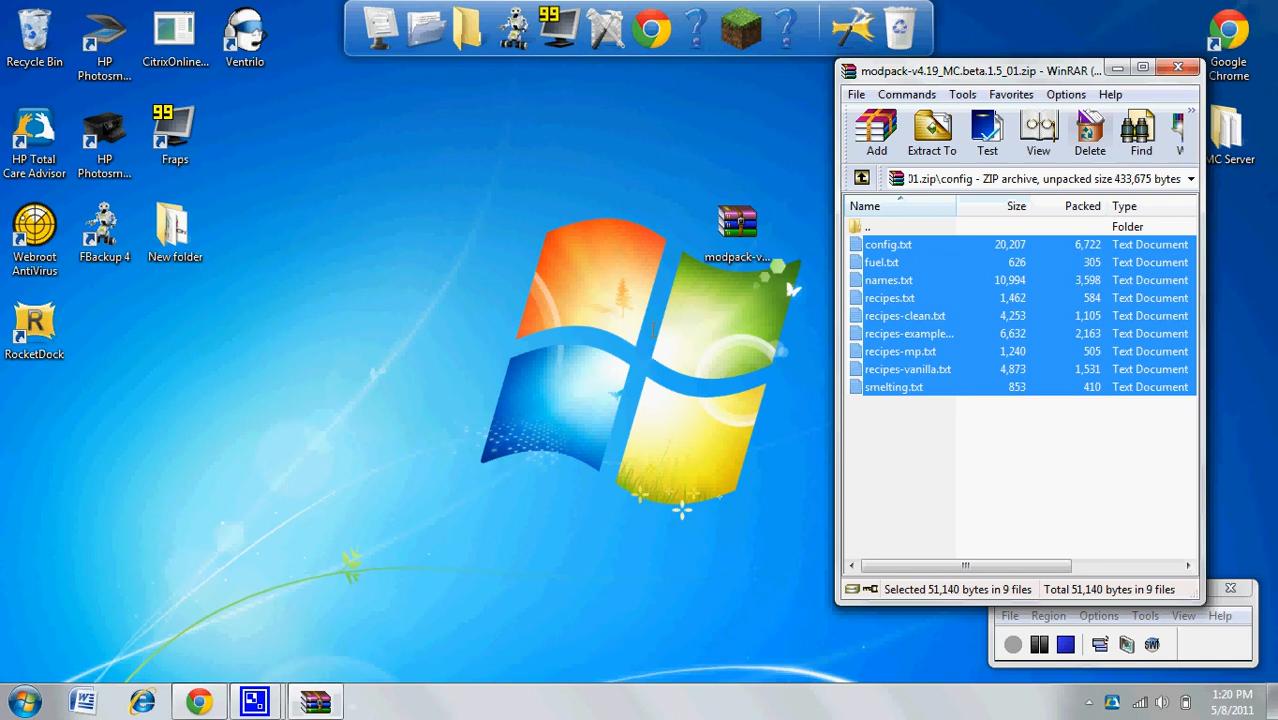 Recycle Bin
HP Photosm...
CitrixOnline...
Ventrilo
HP Total Care Advisor
HP Photosm...
99
Fraps
Webroot AntiVirus
FBackup 4
New folder
R
RocketDock
99
modpack-v...
Google Chrome
MC Server
modpack-v4.19_MC.beta.1.5_01.zip - WinRAR (...
File Commands Tools Favorites Options Help
Add Extract To Test View Delete Find
01.zip\config - ZIP archive, unpacked size 433,675 bytes
Name Size Packed Type
.. Folder
config.txt 20,207 6,722 Text Document
fuel.txt 626 305 Text Document
names.txt 10,994 3,598 Text Document
recipes.txt 1,462 584 Text Document
recipes-clean.txt 4,253 1,105 Text Document
recipes-example... 6,632 2,163 Text Document
recipes-mp.txt 1,240 505 Text Document
recipes-vanilla.txt 4,873 1,531 Text Document
smelting.txt 853 410 Text Document
Selected 51,140 bytes in 9 files Total 51,140 bytes in 9 files
File Region Options Tools View Help
SWF
1:20 PM
5/8/2011